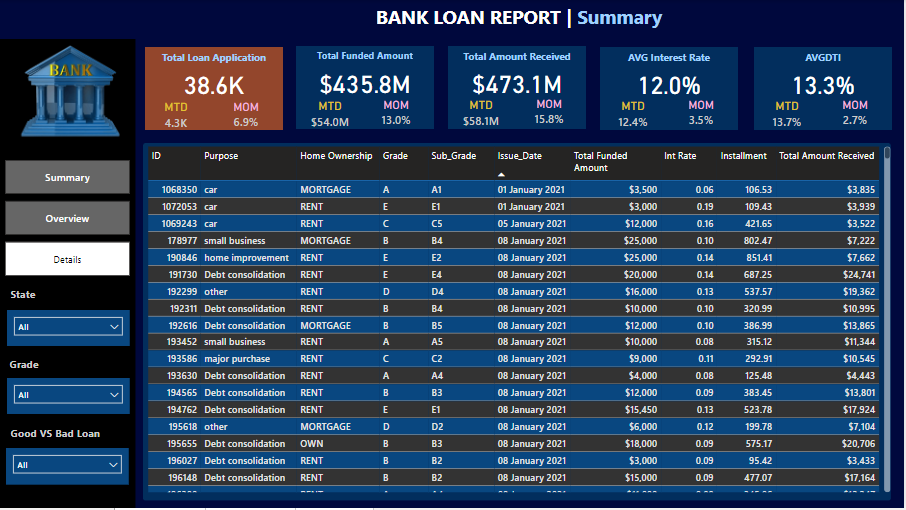 BANK LOAN REPORT | Summary
BANK
Total Loan Application
38.6K
MTD MOM
4.3K 6.9%
Total Funded Amount
$435.8M
MTD MOM
$54.0M 13.0%
Total Amount Received
$473.1M
MTD MOM
$58.1M 15.8%
AVG Interest Rate
12.0%
MTD MOM
12.4% 3.5%
AVGDTI
13.3%
MTD MOM
13.7% 2.7%
Summary
Overview
Details
State
All
Grade
All
Good VS Bad Loan
All
ID Purpose Home Ownership Grade Sub_Grade Issue_Date Total Funded Amount Int Rate Installment Total Amount Received
1068350 car MORTGAGE A A1 01 January 2021 $3,500 0.06 106.53 $3,835
1072053 car RENT E E1 01 January 2021 $3,000 0.19 109.43 $3,939
1069243 car RENT C C5 05 January 2021 $12,000 0.16 421.65 $3,522
178977 small business MORTGAGE B B4 08 January 2021 $25,000 0.10 802.47 $7,222
190846 home improvement RENT E E2 08 January 2021 $25,000 0.14 851.41 $7,662
191730 Debt consolidation RENT E E4 08 January 2021 $20,000 0.14 687.25 $24,741
192299 other RENT D D4 08 January 2021 $16,000 0.13 537.57 $19,362
192311 Debt consolidation RENT B B4 08 January 2021 $10,000 0.10 320.99 $10,995
192616 Debt consolidation MORTGAGE B B5 08 January 2021 $12,000 0.10 386.99 $13,865
193452 small business RENT A A5 08 January 2021 $10,000 0.08 315.12 $11,344
193586 major purchase RENT C C2 08 January 2021 $9,000 0.11 292.91 $10,545
193630 Debt consolidation RENT A A4 08 January 2021 $4,000 0.08 125.48 $4,443
194565 Debt consolidation RENT B B3 08 January 2021 $12,000 0.09 383.45 $13,801
194762 Debt consolidation RENT E E1 08 January 2021 $15,450 0.13 523.78 $17,924
195618 other MORTGAGE D D2 08 January 2021 $6,000 0.12 199.78 $7,104
195655 Debt consolidation OWN B B3 08 January 2021 $18,000 0.09 575.17 $20,706
196027 Debt consolidation RENT B B2 08 January 2021 $3,000 0.09 95.42 $3,433
196148 Debt consolidation RENT B B2 08 January 2021 $15,000 0.09 477.07 $17,164